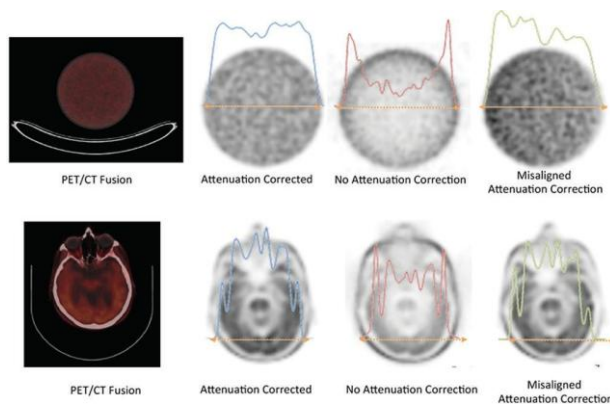 PET/CT Fusion
Attenuation Corrected
No Attenuation Correction
Misaligned
Attenuation Correction
PET/CT Fusion
Attenuation Corrected
No Attenuation Correction
Misaligned
Attenuation Correction